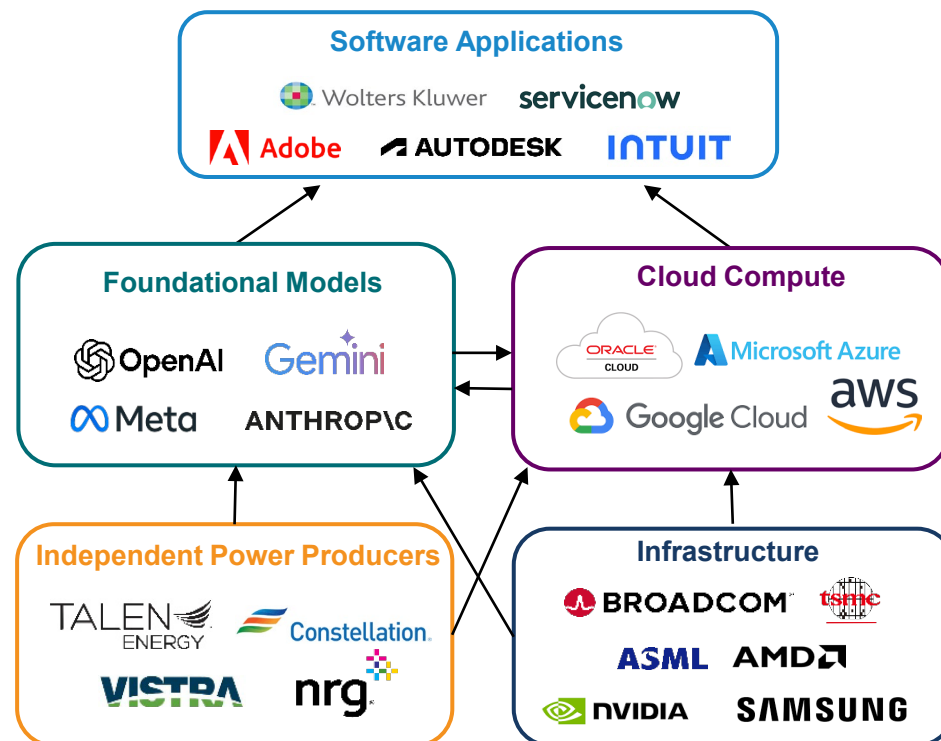 Software Applications
Wolters Kluwer servicenow
Adobe AUTODESK INTUIT
Foundational Models
OpenAI Gemini
Meta ANTHROP\C
Cloud Compute
ORACLE
CLOUD
Microsoft Azure
Google Cloud aws
Independent Power Producers
TALEN
ENERGY
Constellation
VISTRA nrg
Infrastructure
BROADCOM tsmc
ASML AMD
NVIDIA SAMSUNG